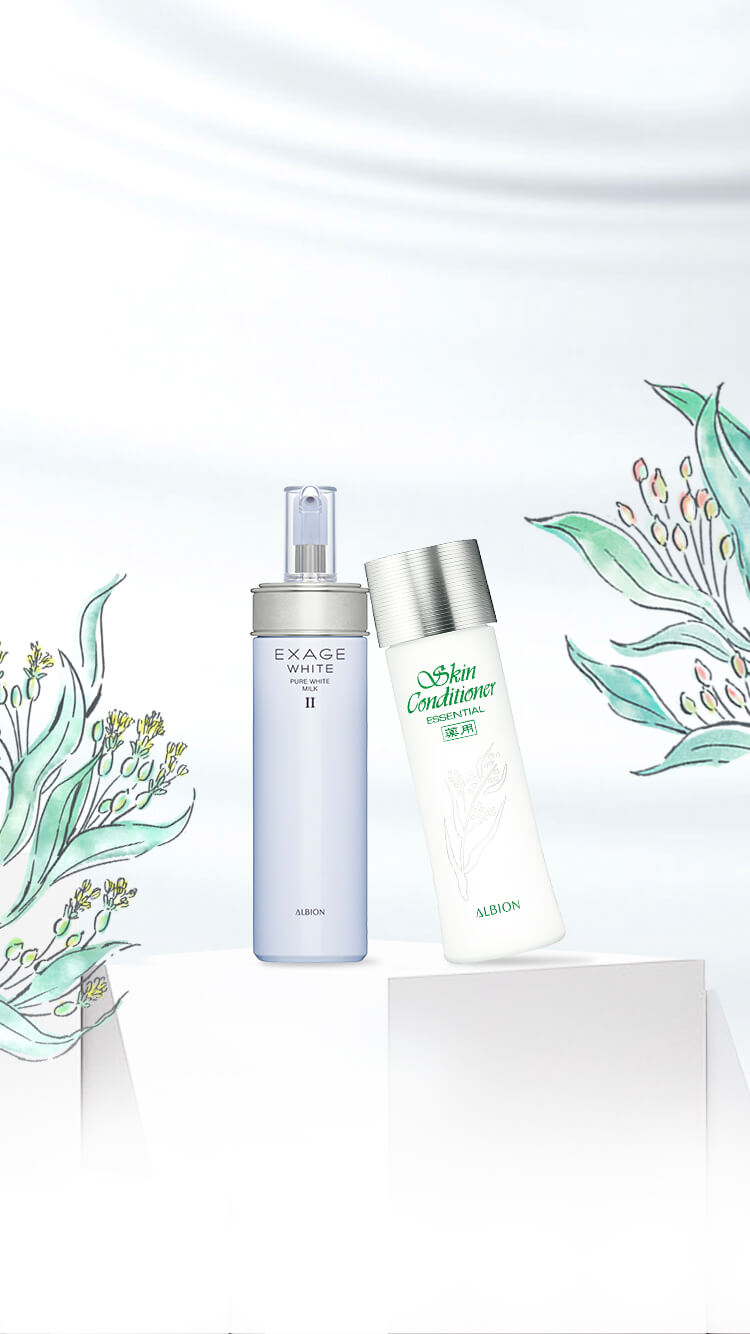 EXAGE
WHITE
PURE WHITE
MILK
II
ALBION
Skin
Conditioner
ESSENTIAL
薬用
ALBION